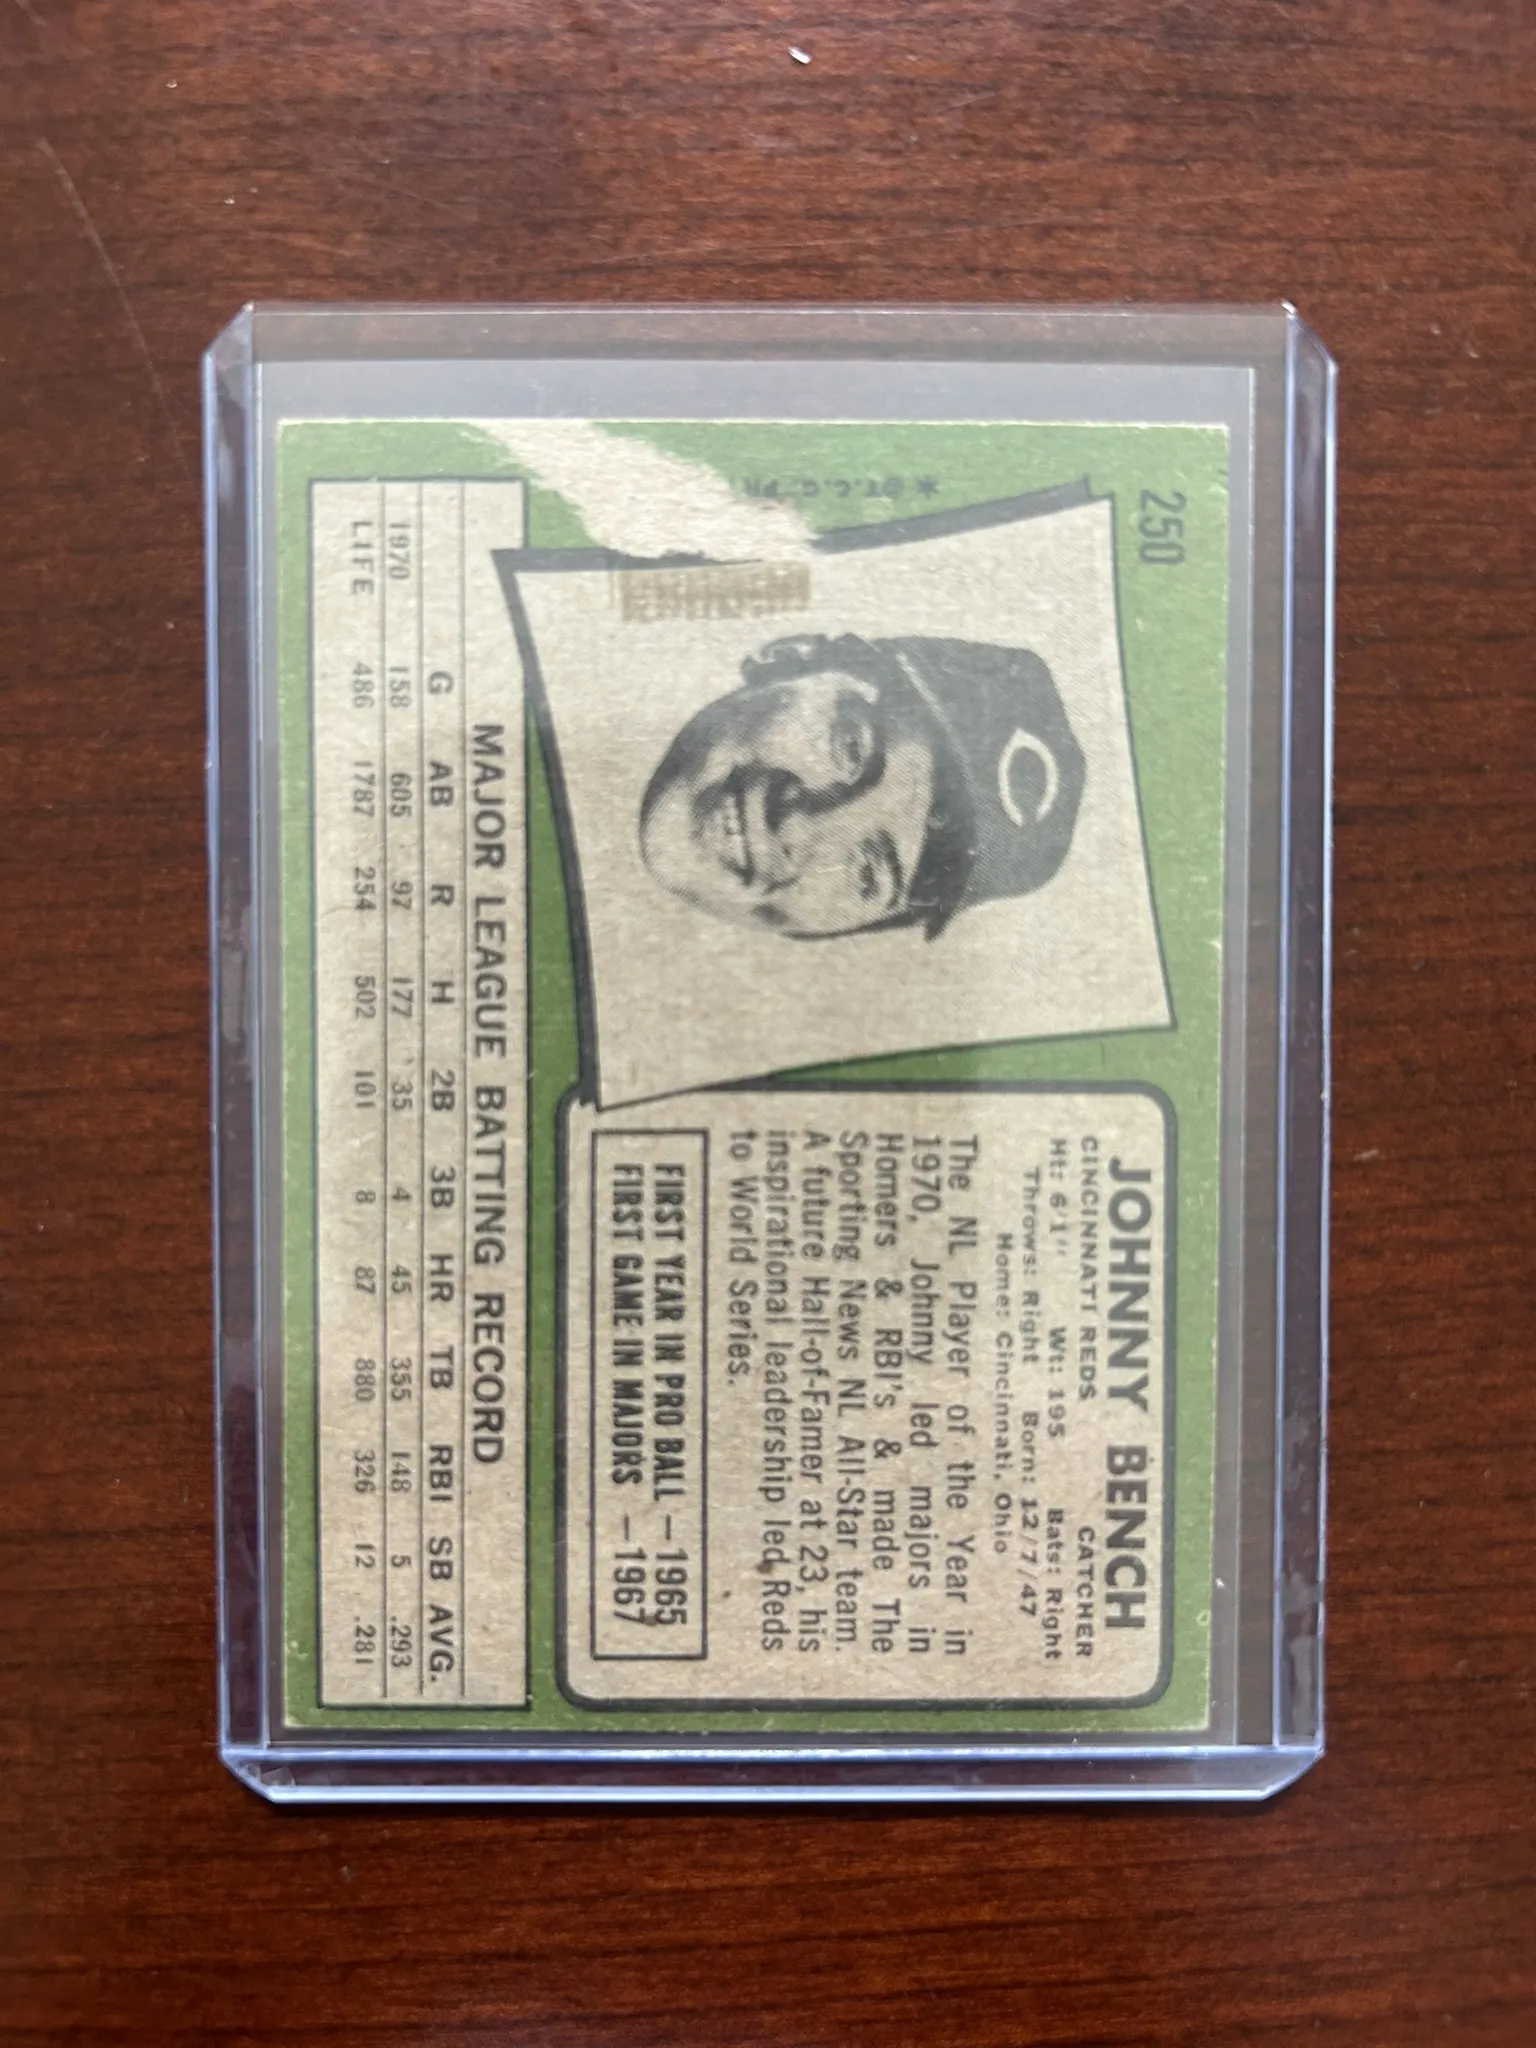 250
* © T. C. G. PR
C
JOHNNY BENCH
CINCINNATI REDS CATCHER
Ht: 6'1" Wt: 195 Bats: Right
Throws: Right Born: 12/7/47
Home: Cincinnati, Ohio
The NL Player of the Year in
1970, Johnny led majors in
Homers & RBI's & made The
Sporting News NL All-Star team.
A future Hall-of-Famer at 23, his
inspirational leadership led Reds
to World Series.
FIRST YEAR IN PRO BALL —1965
FIRST GAME IN MAJORS —1967
MAJOR LEAGUE BATTING RECORD
G AB R H 2B 3B HR TB RBI SB AVG.
1970 158 605 97 177 35 4 45 355 148 5 .293
LIFE 486 1787 254 502 101 8 87 880 326 12 .281